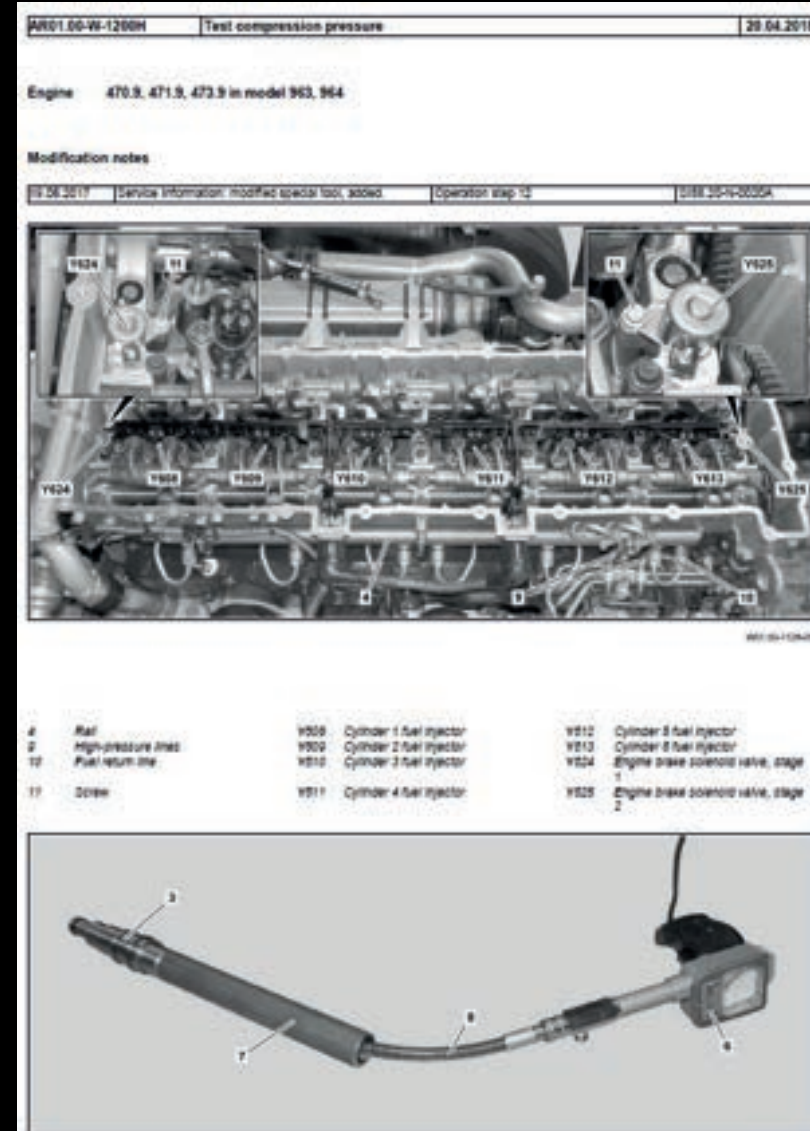 AR01.00-W-1200H Test compression pressure 20.04.2018
Engine 470.9, 471.9, 473.9 in model 963, 964
Modification notes
2017 Service information: modified special tool, added. Operation step 12
Y624 11 11 Y625
Y624 Y608 Y609 Y610 Y611 Y612 Y613 Y625
9 10
Rail
9 High-pressure lines
10 Fuel return line
11 Screw
Y608 Cylinder 1 fuel injector
Y609 Cylinder 2 fuel injector
Y610 Cylinder 3 fuel injector
Y611 Cylinder 4 fuel injector
Y612 Cylinder 5 fuel injector
Y613 Cylinder 6 fuel injector
Y624 Engine brake solenoid valve, stage
1
Y625 Engine brake solenoid valve, stage
2
3
7